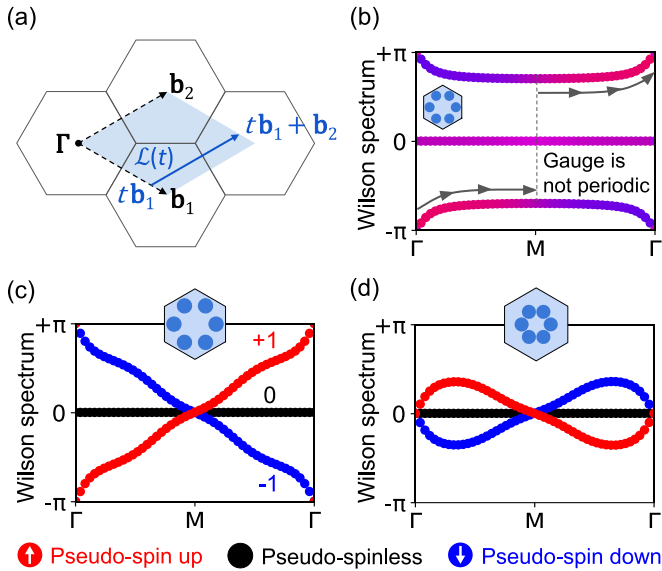 (a)
Γ
b₂
ℒ(t)
tb₁ + b₂
tb₁
b₁
(b)
Wilson spectrum
+π
0
-π
Gauge is
not periodic
Γ
M
Γ
(c)
Wilson spectrum
+π
0
-π
+1
0
-1
Γ
M
Γ
(d)
Wilson spectrum
+π
0
-π
Γ
M
Γ
Pseudo-spin up
Pseudo-spinless
Pseudo-spin down